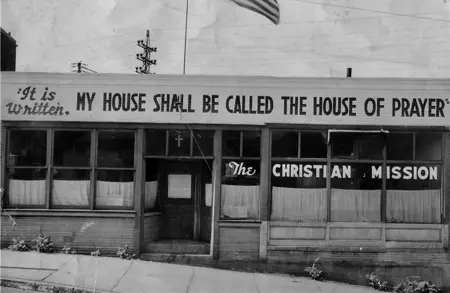 "It is
Written.
MY HOUSE SHALL BE CALLED THE HOUSE OF PRAYER"
The CHRISTIAN MISSION